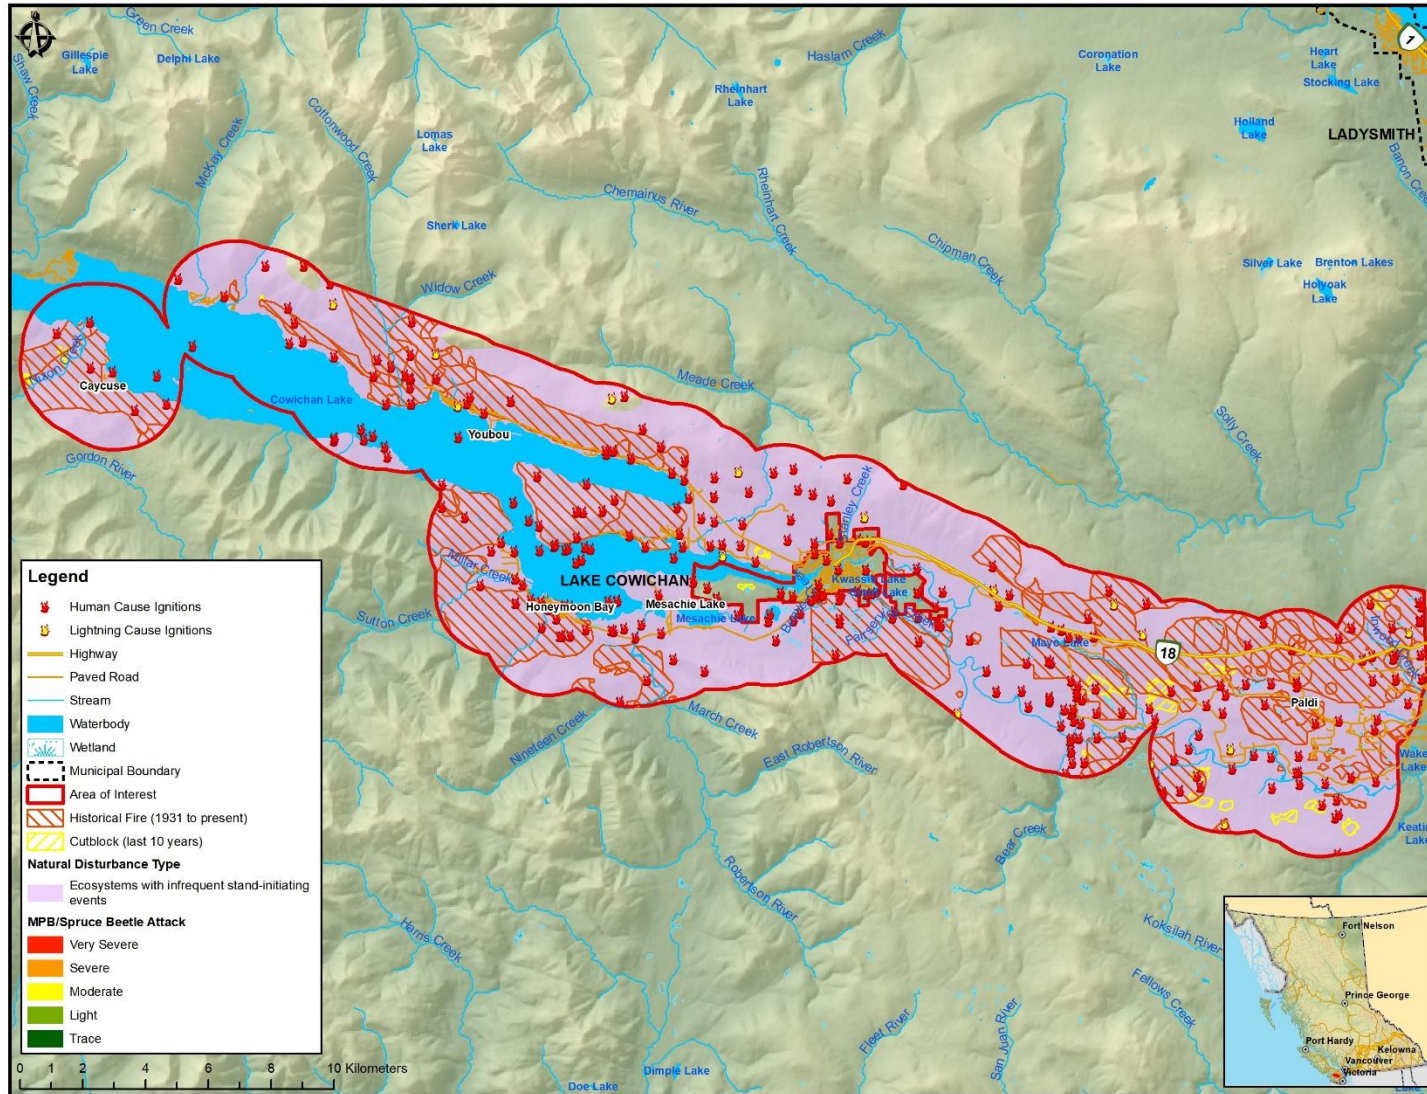 Green Creek
Gillespie
Lake
Delphi Lake
Shaw Creek
Haslam Creek
Coronation
Lake
Heart
Lake
1
Stocking Lake
Rheinhart
Lake
Cottonwood Creek
McKay Creek
Lomas
Lake
Holland
Lake
LADYSMITH
Banon Creek
Chemainus River
Rheinhart Creek
Sherk Lake
Chipman Creek
Silver Lake
Brenton Lakes
Holyoak
Lake
Widow Creek
Nixon Creek
Caycuse
Cowichan Lake
Meade Creek
Youbou
Solly Creek
Gordon River
Stanley Creek
Millar Creek
LAKE COWICHAN
Kwassin Lake
Honeymoon Bay
Mesachie Lake
Mesachie Lake
Sutton Creek
Mayo Lake
18
Paldi
March Creek
Nineteen Creek
East Robertson River
Bear Creek
Robertson River
Harris Creek
Koksilah River
Fellows Creek
Fleet River
San Juan River
Doe Lake
Dimple Lake
Legend
Human Cause Ignitions
Lightning Cause Ignitions
Highway
Paved Road
Stream
Waterbody
Wetland
Municipal Boundary
Area of Interest
Historical Fire (1931 to present)
Cutblock (last 10 years)
Natural Disturbance Type
Ecosystems with infrequent stand-initiating
events
MPB/Spruce Beetle Attack
Very Severe
Severe
Moderate
Light
Trace
0 2 4 6 8 10 Kilometers
Fort Nelson
Prince George
Port Hardy
Kelowna
Vancouver
Victoria